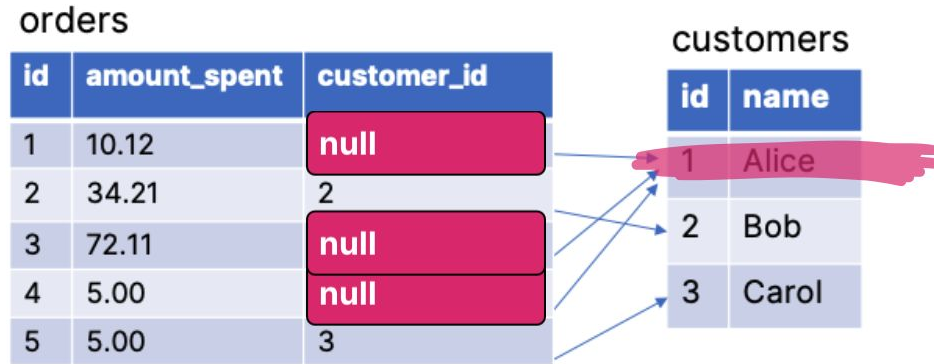 orders
id amount_spent customer_id
1 10.12 null
2 34.21 2
3 72.11 null
4 5.00 null
5 5.00 3
customers
id name
1 Alice
2 Bob
3 Carol